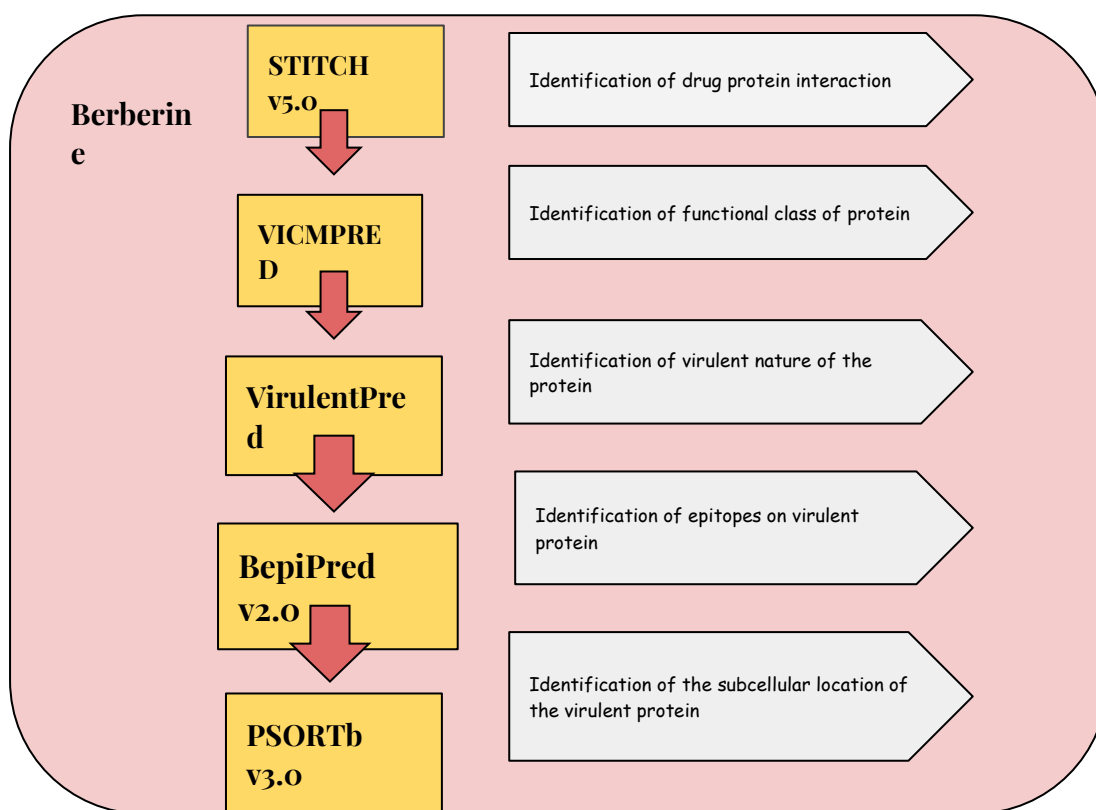 Berberin
e
STITCH
v5.0
Identification of drug protein interaction
VICMPRE
D
Identification of functional class of protein
VirulentPre
d
Identification of virulent nature of the
protein
BepiPred
v2.0
Identification of epitopes on virulent
protein
PSORTb
v3.0
Identification of the subcellular location of
the virulent protein